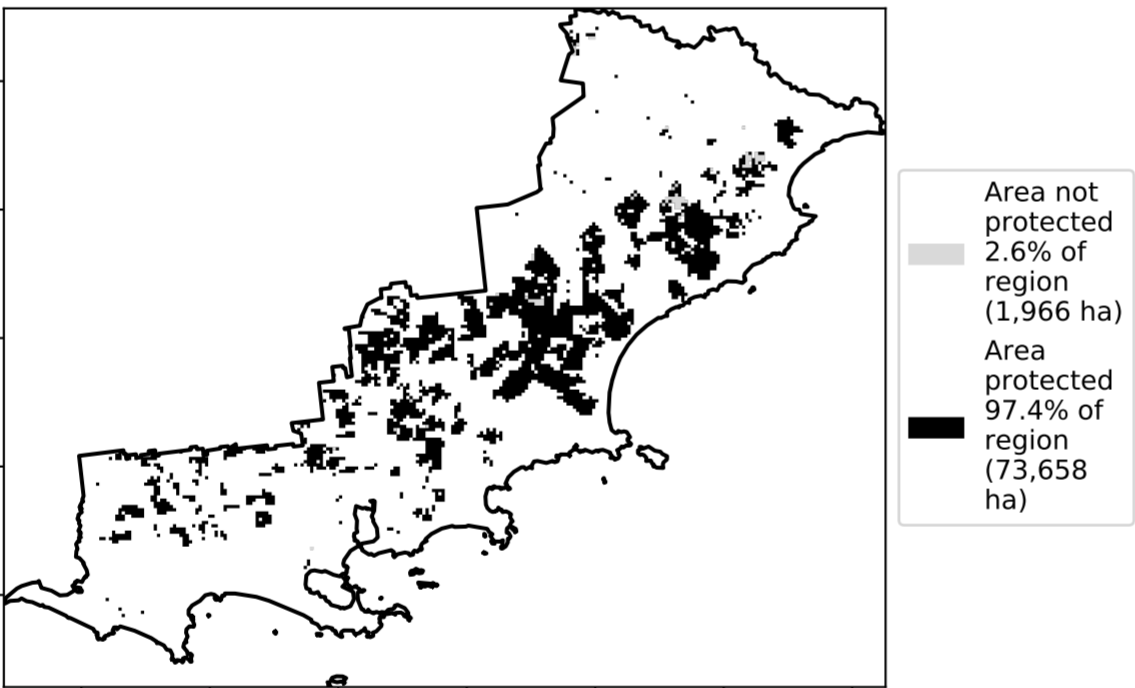 Area not
protected
2.6% of
region
(1,966 ha)
Area
protected
97.4% of
region
(73,658
ha)